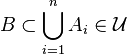 B ⊂ ⋃_{i=1}^{n} A_i ∈ 𝒰